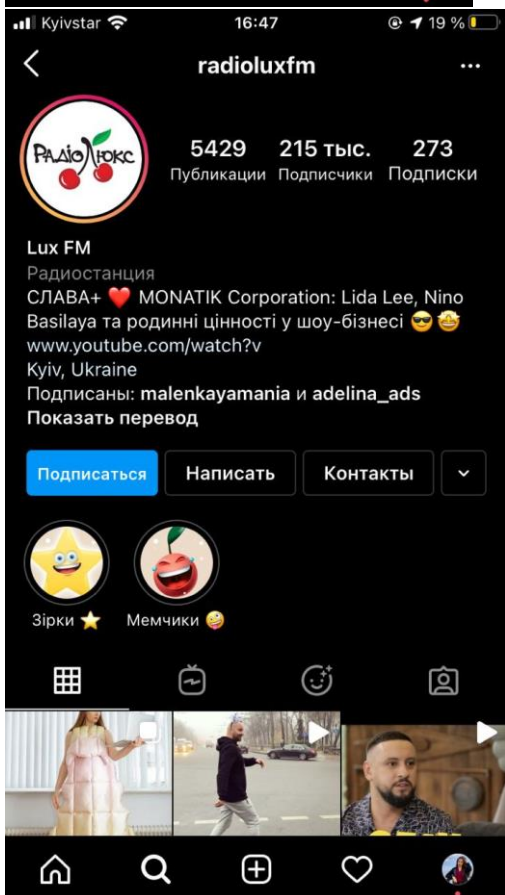 Kyivstar 16:47 19 %
radioluxfm
РАДІО ЛЮКС
5429 215 тыс. 273
Публикации Подписчики Подписки
Lux FM
Радиостанция
СЛАВА+ ❤️ MONATIK Corporation: Lida Lee, Nino
Basilaya та родинні цінності у шоу-бізнесі 😎🤩
www.youtube.com/watch?v
Kyiv, Ukraine
Подписаны: malenkayamania и adelina_ads
Показать перевод
Подписаться Написать Контакты
Зірки ⭐ Мемчики 🤪